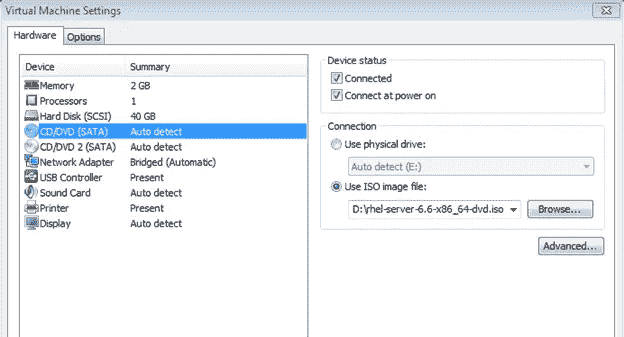 Virtual Machine Settings
Hardware Options
Device Summary
Memory 2 GB
Processors 1
Hard Disk (SCSI) 40 GB
CD/DVD (SATA) Auto detect
CD/DVD 2 (SATA) Auto detect
Network Adapter Bridged (Automatic)
USB Controller Present
Sound Card Auto detect
Printer Present
Display Auto detect
Device status
Connected
Connect at power on
Connection
Use physical drive:
Auto detect (E:)
Use ISO image file:
D:\rhel-server-6.6-x86_64-dvd.iso Browse...
Advanced...